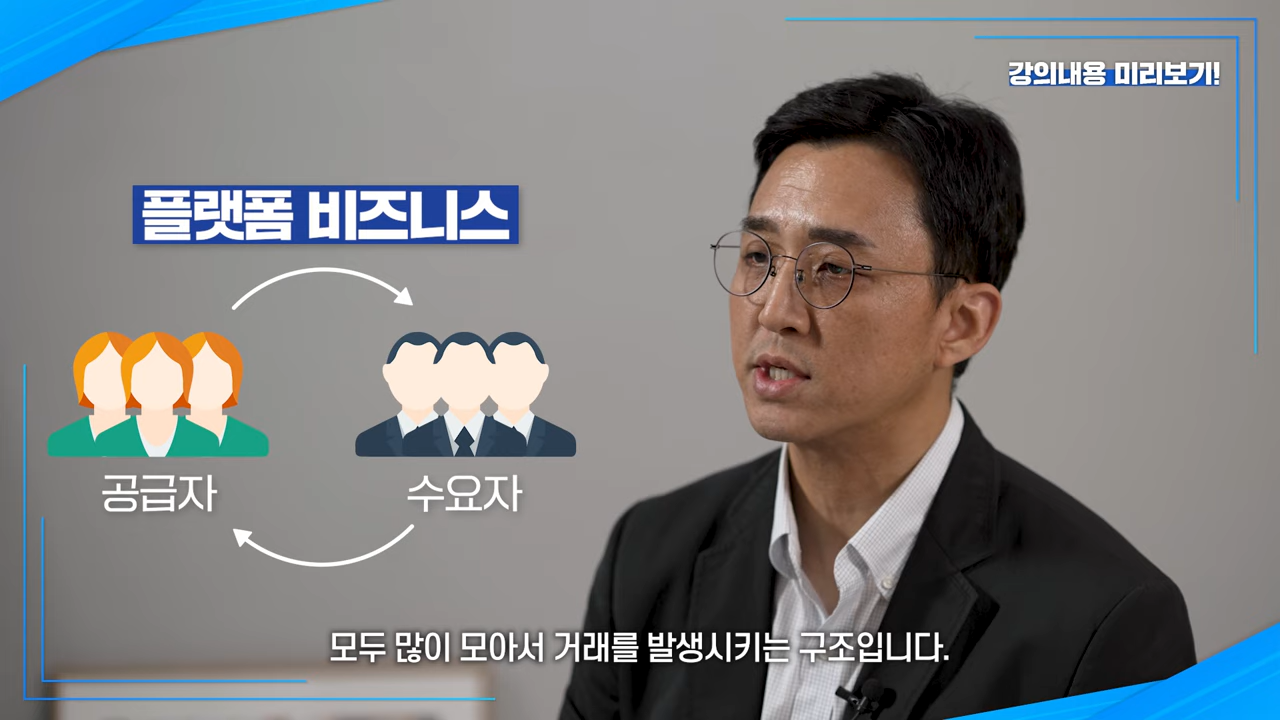 강의내용 미리보기!
플랫폼 비즈니스
공급자
수요자
모두 많이 모아서 거래를 발생시키는 구조입니다.